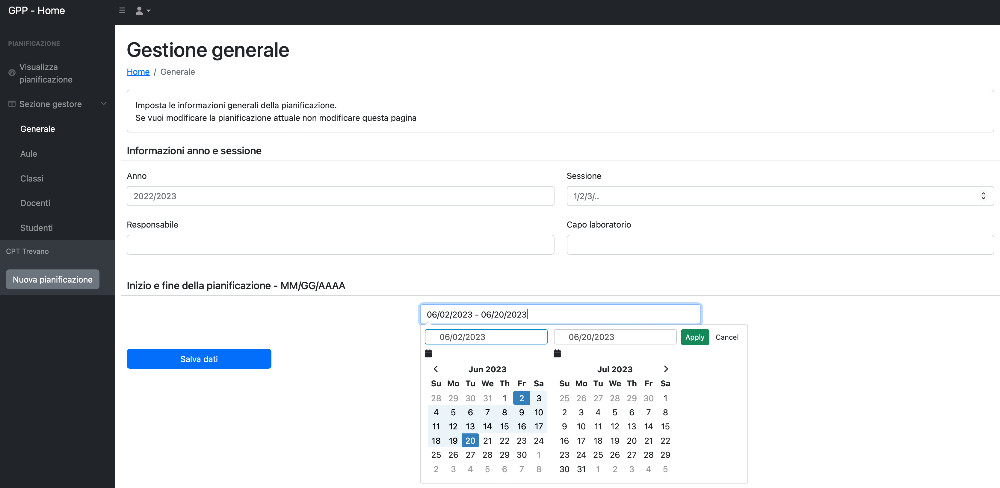 GPP - Home
PIANIFICAZIONE
Visualizza
pianificazione
Sezione gestore
Generale
Aule
Classi
Docenti
Studenti
CPT Trevano
Nuova pianificazione
Gestione generale
Home / Generale
Imposta le informazioni generali della pianificazione.
Se vuoi modificare la pianificazione attuale non modificare questa pagina
Informazioni anno e sessione
Anno
2022/2023
Sessione
1/2/3/..
Responsabile
Capo laboratorio
Inizio e fine della pianificazione - MM/GG/AAAA
06/02/2023 - 06/20/2023
06/02/2023
06/20/2023
Apply
Cancel
Salva dati
Jun 2023
Su Mo Tu We Th Fr Sa
28 29 30 31 1 2 3
4 5 6 7 8 9 10
11 12 13 14 15 16 17
18 19 20 21 22 23 24
25 26 27 28 29 30 1
2 3 4 5 6 7 8
Jul 2023
Su Mo Tu We Th Fr Sa
25 26 27 28 29 30 1
2 3 4 5 6 7 8
9 10 11 12 13 14 15
16 17 18 19 20 21 22
23 24 25 26 27 28 29
30 31 1 2 3 4 5